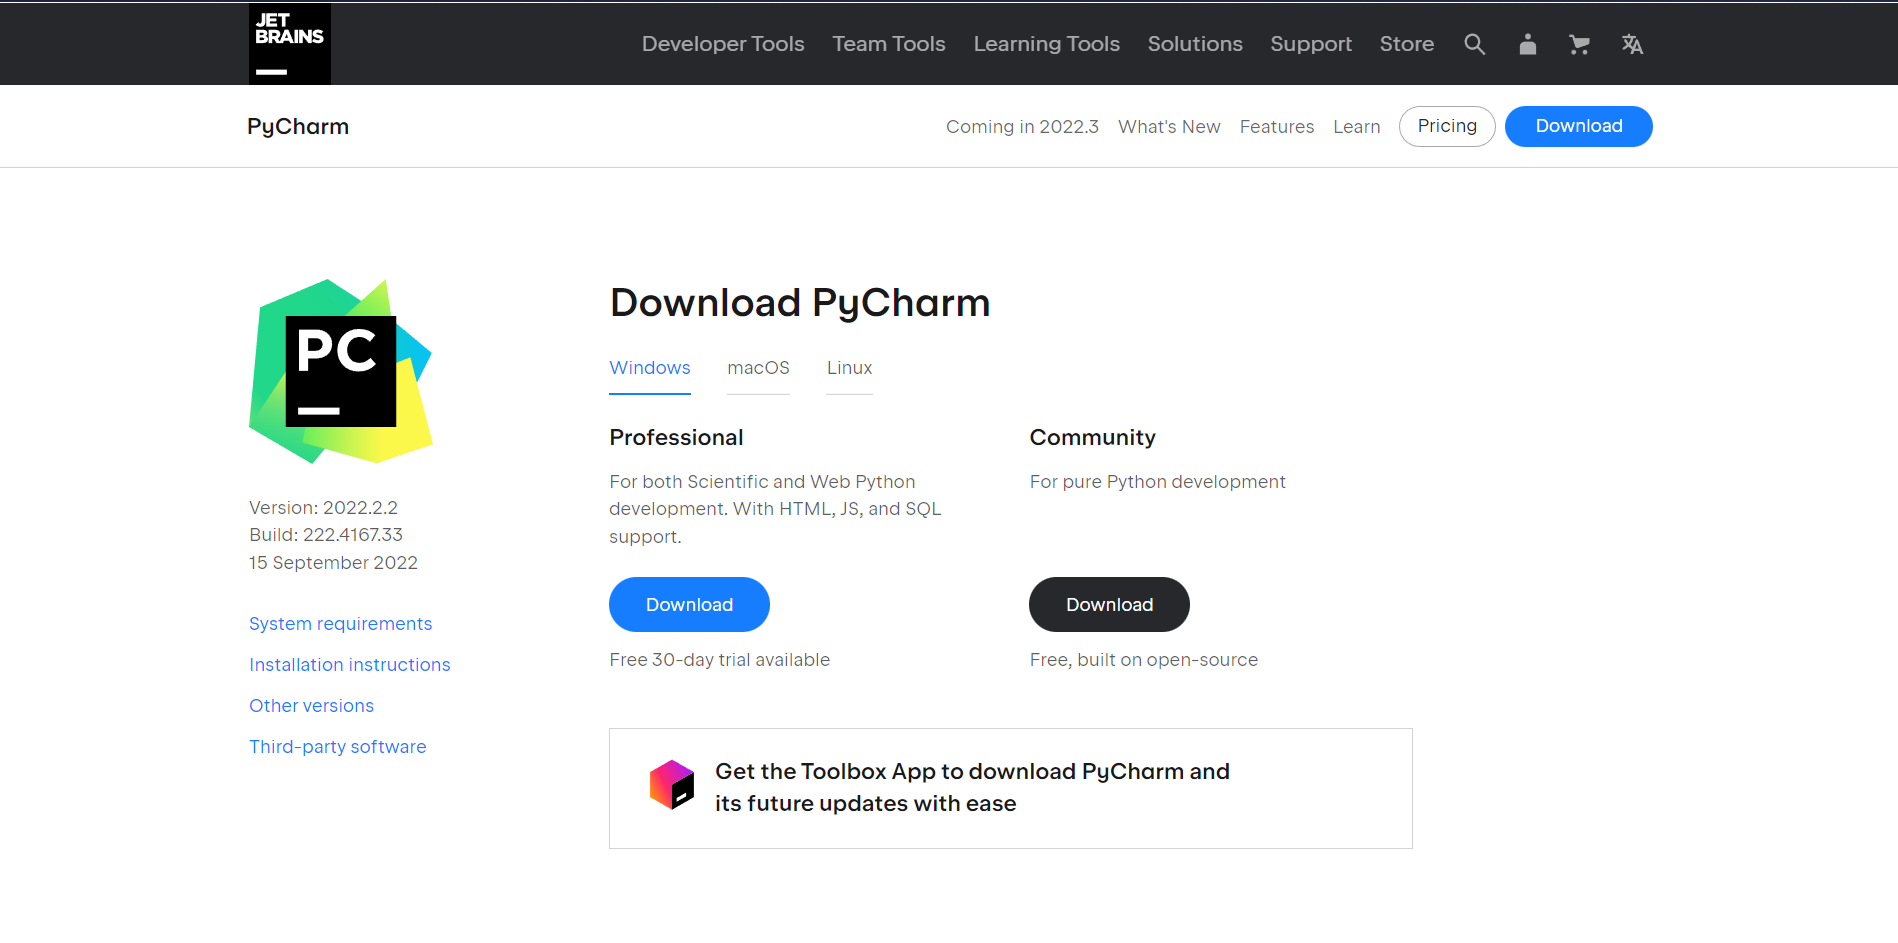 JET
BRAINS
Developer Tools Team Tools Learning Tools Solutions Support Store
PyCharm
Coming in 2022.3 What's New Features Learn Pricing Download
PC
Version: 2022.2.2
Build: 222.4167.33
15 September 2022
System requirements
Installation instructions
Other versions
Third-party software
Download PyCharm
Windows macOS Linux
Professional
For both Scientific and Web Python
development. With HTML, JS, and SQL
support.
Download
Free 30-day trial available
Community
For pure Python development
Download
Free, built on open-source
Get the Toolbox App to download PyCharm and
its future updates with ease